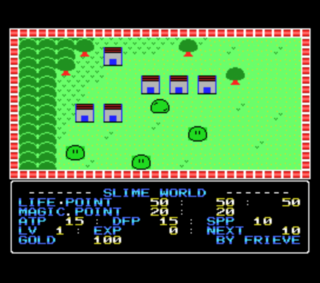 ------- SLIME WORLD -------
LIFE.POINT 50 : 50 : 50
MAGIC.POINT 20 : 20
ATP 15 : DFP 15 : SPP 10
LV 1 : EXP 0 : NEXT 10
GOLD 100 BY FRIEVE